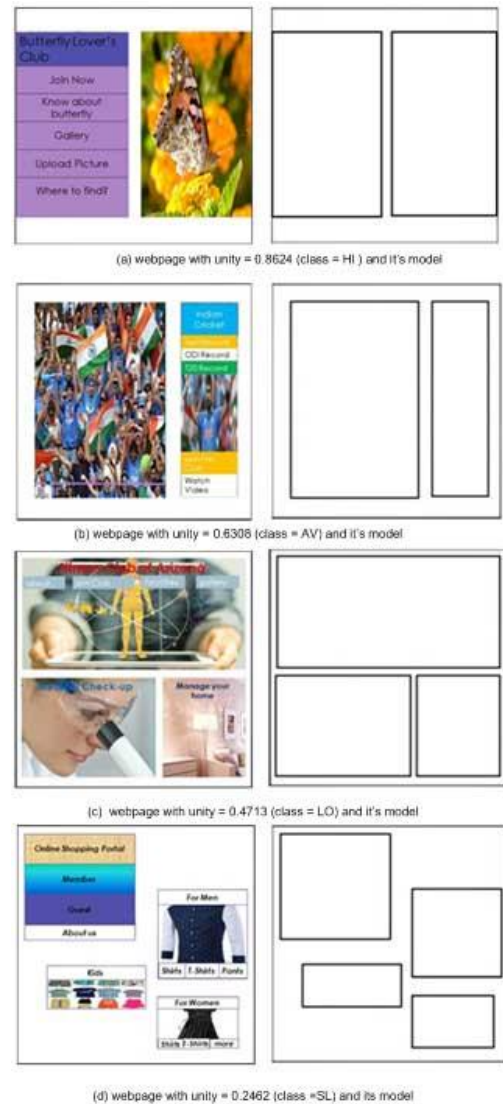 Butterfly Lover's
Club
Join Now
Know about
butterfly
Gallery
Upload Picture
Where to find?
(a) webpage with unity = 0.8624 (class = HI ) and it's model
Indian
Cricket
ODI Record
T20 Record
Watch
Video
(b) webpage with unity = 0.6308 (class = AV) and it's model
Check-up
Manage your
home
(c) webpage with unity = 0.4713 (class = LO) and it's model
Online Shopping Portal
Member
Guest
About us
For Men
Shirts T-Shirts Pants
Kids
For Women
Shirts T-Shirts more
(d) webpage with unity = 0.2462 (class =SL) and its model